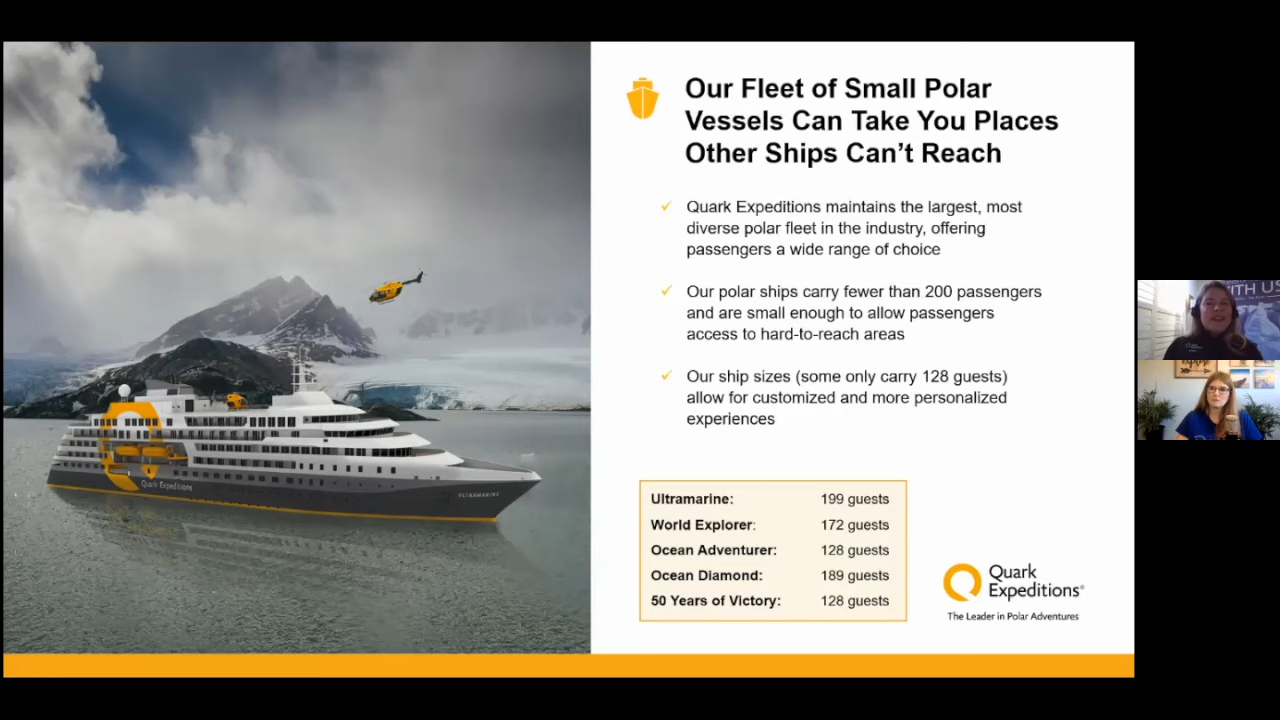 Our Fleet of Small Polar
Vessels Can Take You Places
Other Ships Can’t Reach
✓ Quark Expeditions maintains the largest, most
diverse polar fleet in the industry, offering
passengers a wide range of choice
✓ Our polar ships carry fewer than 200 passengers
and are small enough to allow passengers
access to hard-to-reach areas
✓ Our ship sizes (some only carry 128 guests)
allow for customized and more personalized
experiences
Ultramarine: 199 guests
World Explorer: 172 guests
Ocean Adventurer: 128 guests
Ocean Diamond: 189 guests
50 Years of Victory: 128 guests
Quark
Expeditions®
The Leader in Polar Adventures
Quark Expeditions
ULTRAMARINE
WITH US